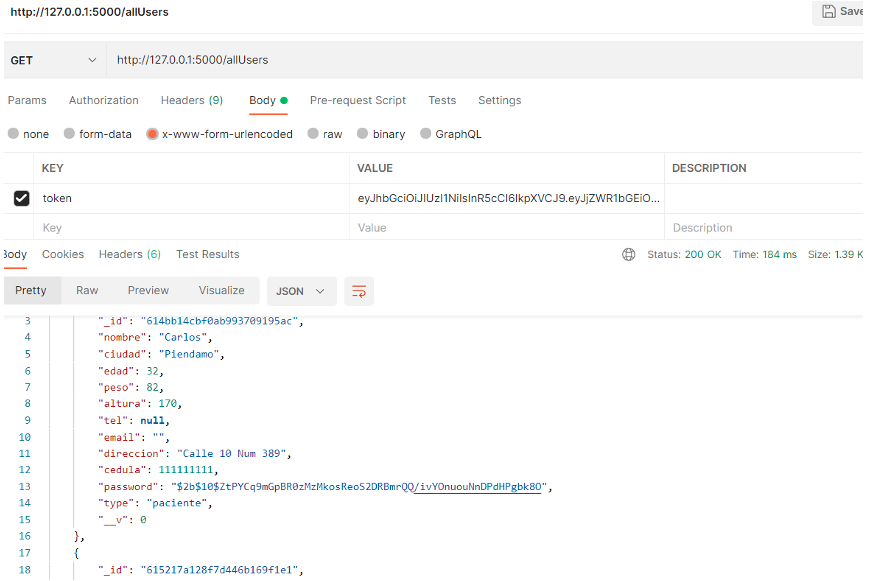 http://127.0.0.1:5000/allUsers Save
GET http://127.0.0.1:5000/allUsers
Params Authorization Headers (9) Body Pre-request Script Tests Settings
none form-data x-www-form-urlencoded raw binary GraphQL
KEY VALUE DESCRIPTION
token eyJhbGciOiJIUzI1NiIsInR5cCI6IkpXVCJ9.eyJjZWR1bGEiO...
Key Value Description
Body Cookies Headers (6) Test Results Status: 200 OK Time: 184 ms Size: 1.39 K
Pretty Raw Preview Visualize JSON
3 "_id": "614bb14cbf0ab993709195ac",
4 "nombre": "Carlos",
5 "ciudad": "Piendamo",
6 "edad": 32,
7 "peso": 82,
8 "altura": 170,
9 "tel": null,
10 "email": "",
11 "direccion": "Calle 10 Num 389",
12 "cedula": 111111111,
13 "password": "$2b$10$ZtPYCq9mGpBR0zMzMkosReoS2DRBmrQQ/ivYOnuouNnDPdHPgbk8O",
14 "type": "paciente",
15 "__v": 0
16 },
17 {
18 "_id": "615217a128f7d446b169f1e1",